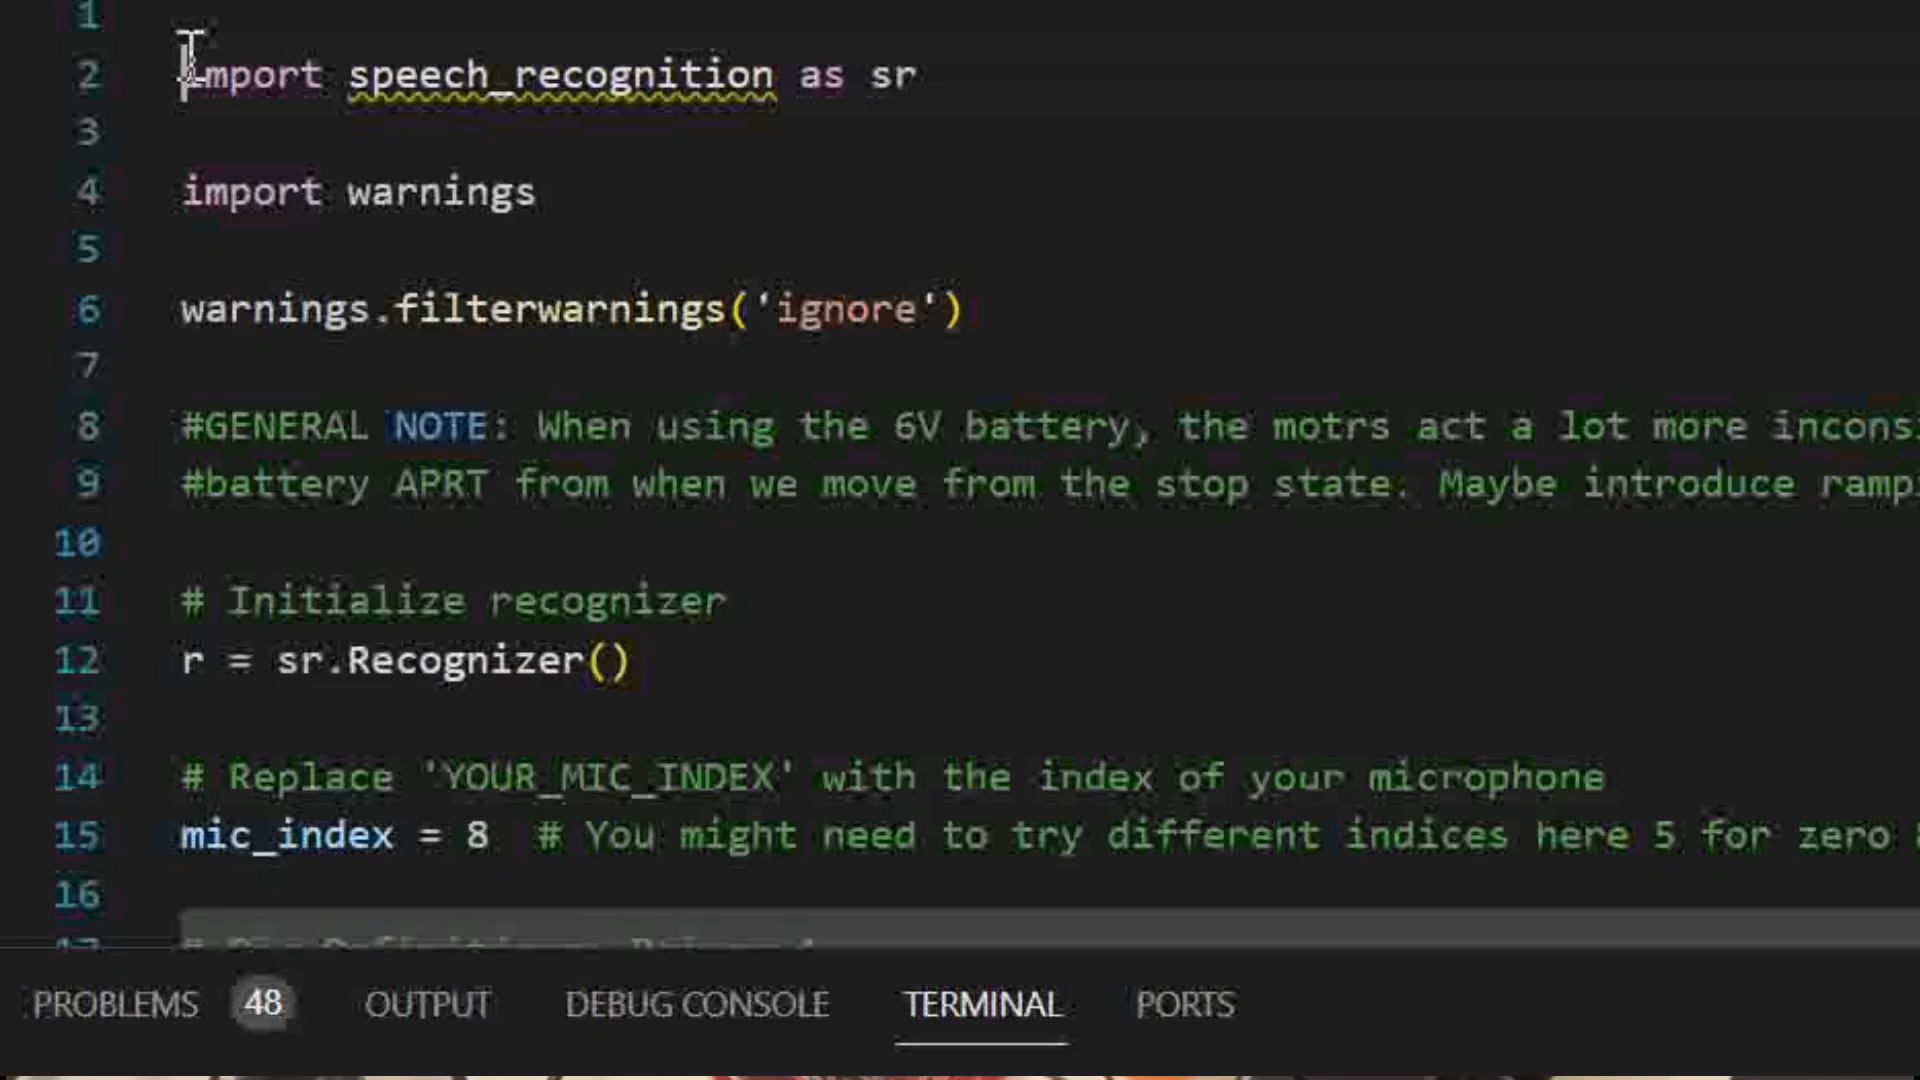 1
2 import speech_recognition as sr
3
4 import warnings
5
6 warnings.filterwarnings('ignore')
7
8 #GENERAL NOTE: When using the 6V battery, the motrs act a lot more inconsi
9 #battery APRT from when we move from the stop state. Maybe introduce rampi
10
11 # Initialize recognizer
12 r = sr.Recognizer()
13
14 # Replace 'YOUR_MIC_INDEX' with the index of your microphone
15 mic_index = 8 # You might need to try different indices here 5 for zero
16
PROBLEMS 48 OUTPUT DEBUG CONSOLE TERMINAL PORTS